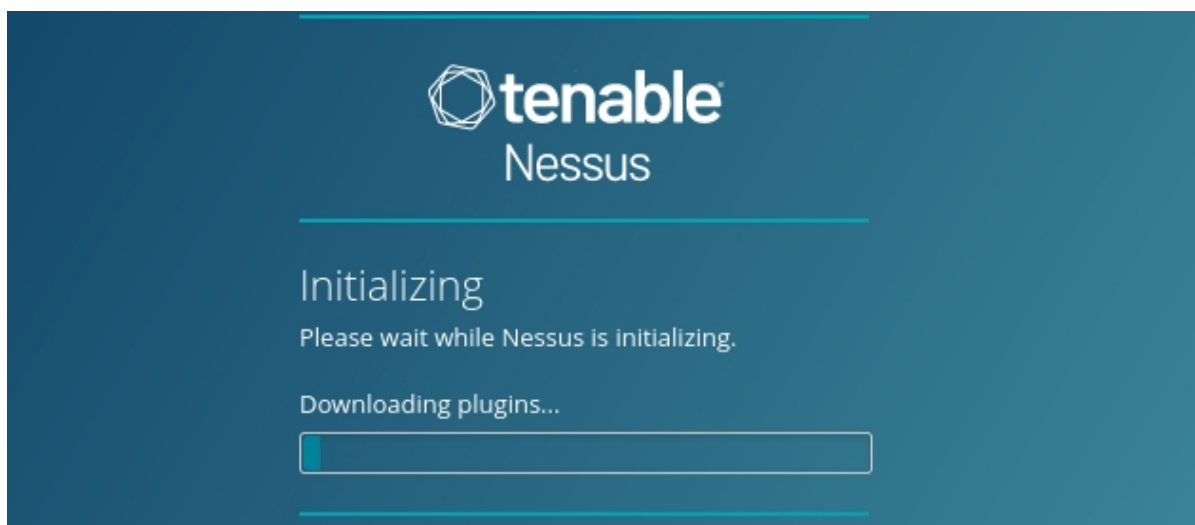 tenable
Nessus
Initializing
Please wait while Nessus is initializing.
Downloading plugins...